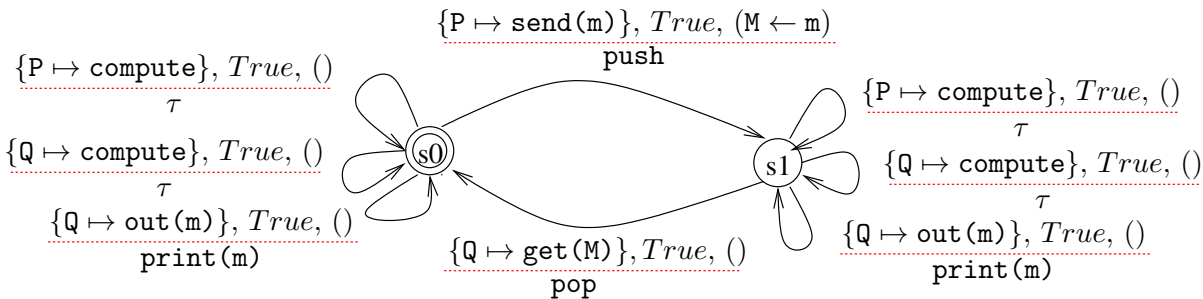 {P ↦ send(m)}, True, (M ← m)
push
{P ↦ compute}, True, ()
τ
{Q ↦ compute}, True, ()
τ
{Q ↦ out(m)}, True, ()
print(m)
s0
s1
{P ↦ compute}, True, ()
τ
{Q ↦ compute}, True, ()
τ
{Q ↦ out(m)}, True, ()
print(m)
{Q ↦ get(M)}, True, ()
pop